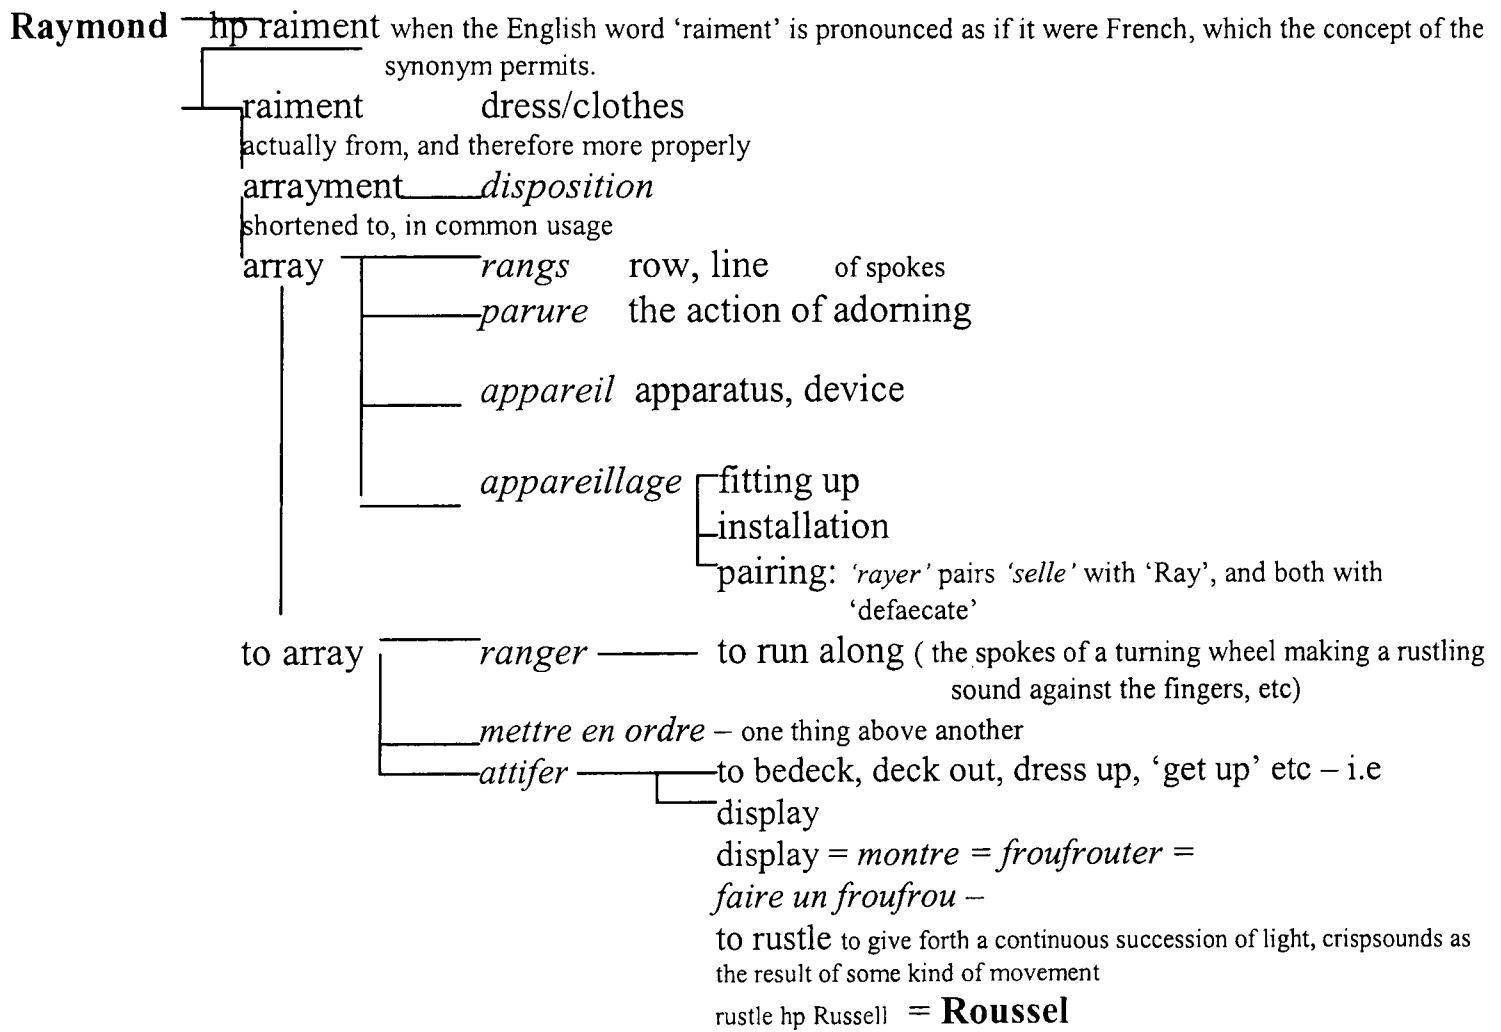 Raymond hp raiment when the English word ‘raiment’ is pronounced as if it were French, which the concept of the
synonym permits.
raiment dress/clothes
actually from, and therefore more properly
arrayment disposition
shortened to, in common usage
array rangs row, line of spokes
parure the action of adorning
appareil apparatus, device
appareillage fitting up
installation
pairing: ‘rayer’ pairs ‘selle’ with ‘Ray’, and both with
‘defaecate’
to array ranger to run along ( the spokes of a turning wheel making a rustling
sound against the fingers, etc)
mettre en ordre – one thing above another
attifer to bedeck, deck out, dress up, ‘get up’ etc – i.e
display
display = montre = froufrouter =
faire un froufrou –
to rustle to give forth a continuous succession of light, crispsounds as
the result of some kind of movement
rustle hp Russell = Roussel